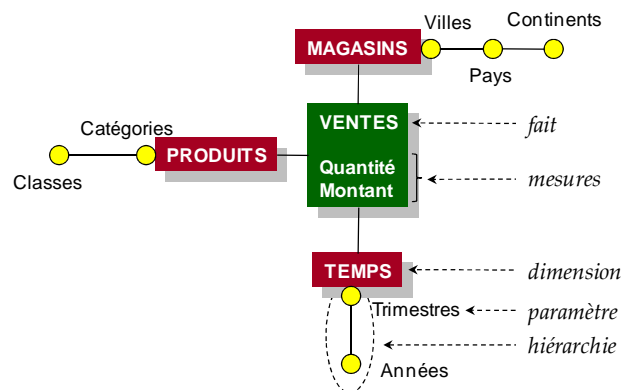 Villes
Continents
MAGASINS
Pays
VENTES
fait
Catégories
PRODUITS
Quantité
Montant
mesures
Classes
TEMPS
dimension
Trimestres
paramètre
hiérarchie
Années